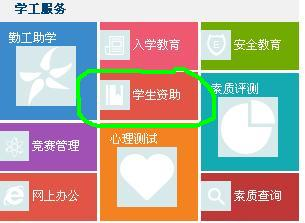 学工服务
勤工助学
入学教育
安全教育
学生资助
素质评测
竞赛管理
心理测试
网上办公
素质查询